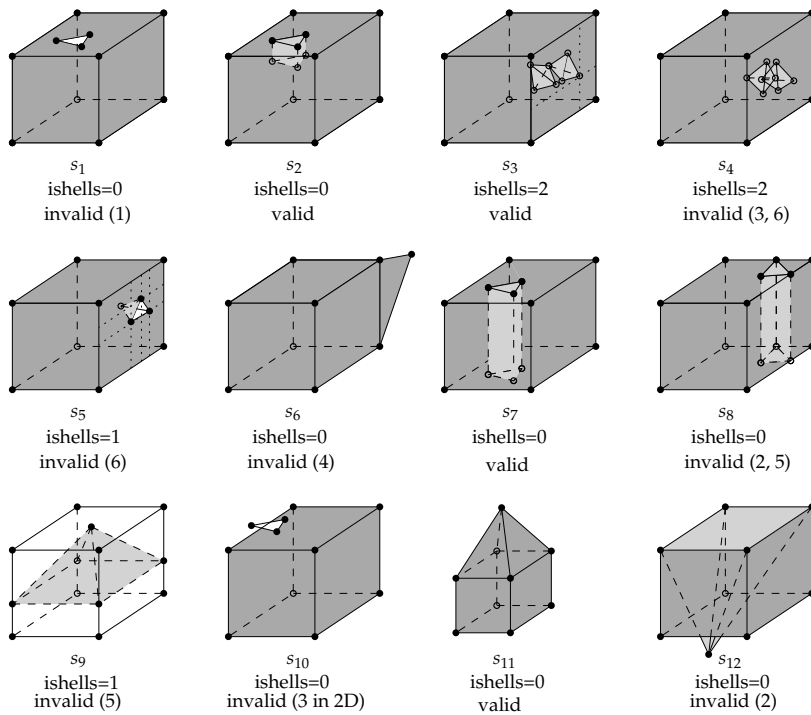 s1 s2 s3 s4
ishells=0 ishells=0 ishells=2 ishells=2
invalid (1) valid valid invalid (3, 6)
s5 s6 s7 s8
ishells=1 ishells=0 ishells=0 ishells=0
invalid (6) invalid (4) valid invalid (2, 5)
s9 s10 s11 s12
ishells=1 ishells=0 ishells=0 ishells=0
invalid (5) invalid (3 in 2D) valid invalid (2)